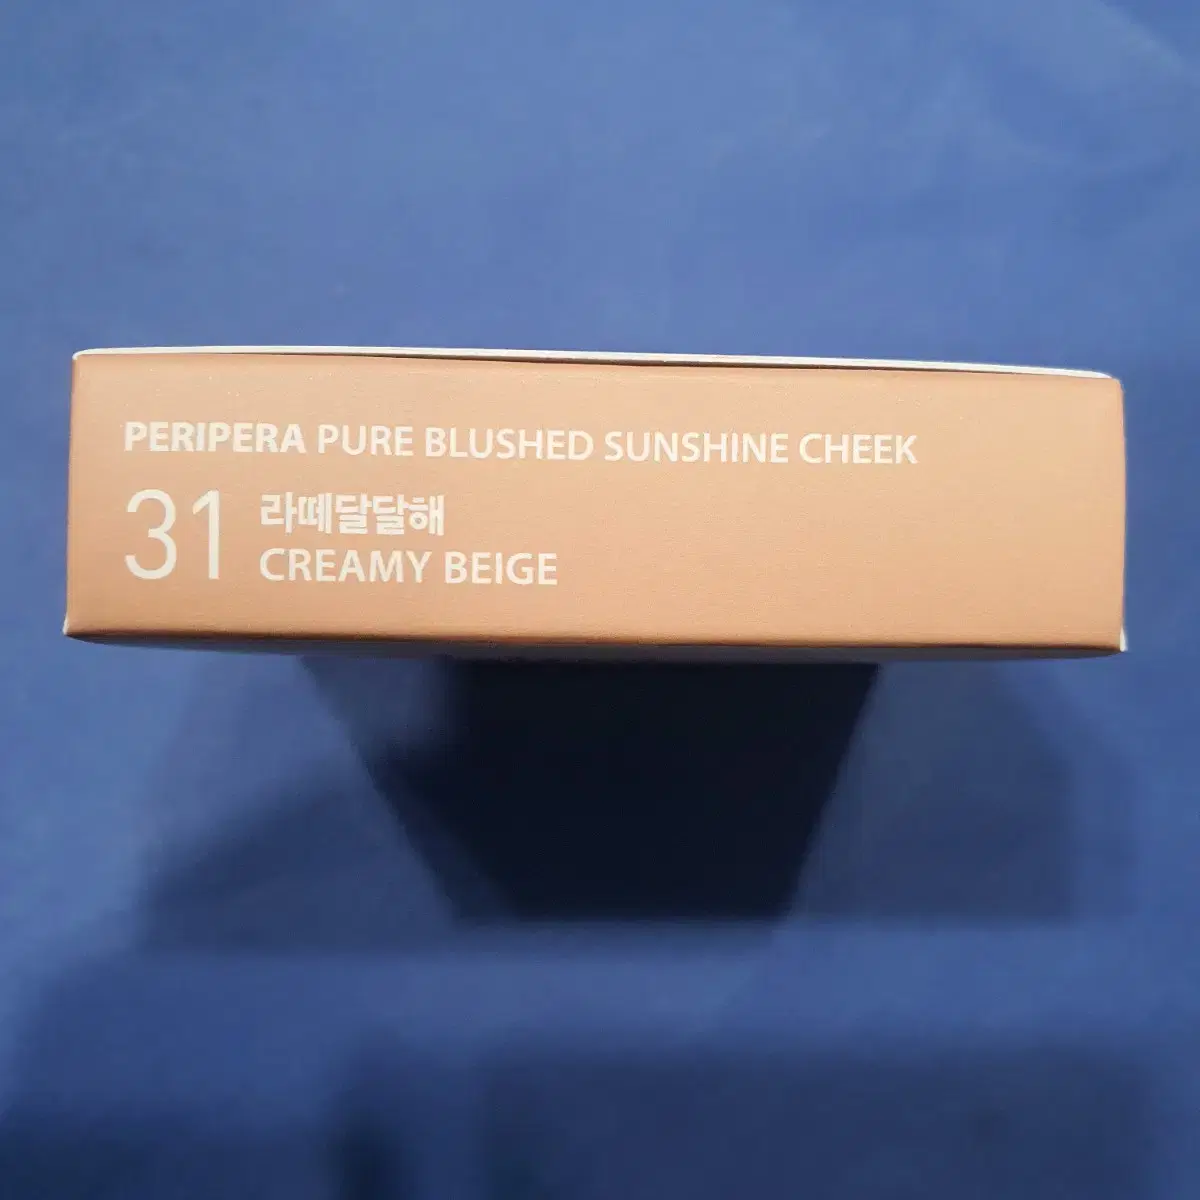 PERIPERA PURE BLUSHED SUNSHINE CHEEK
31 라떼달달해
CREAMY BEIGE